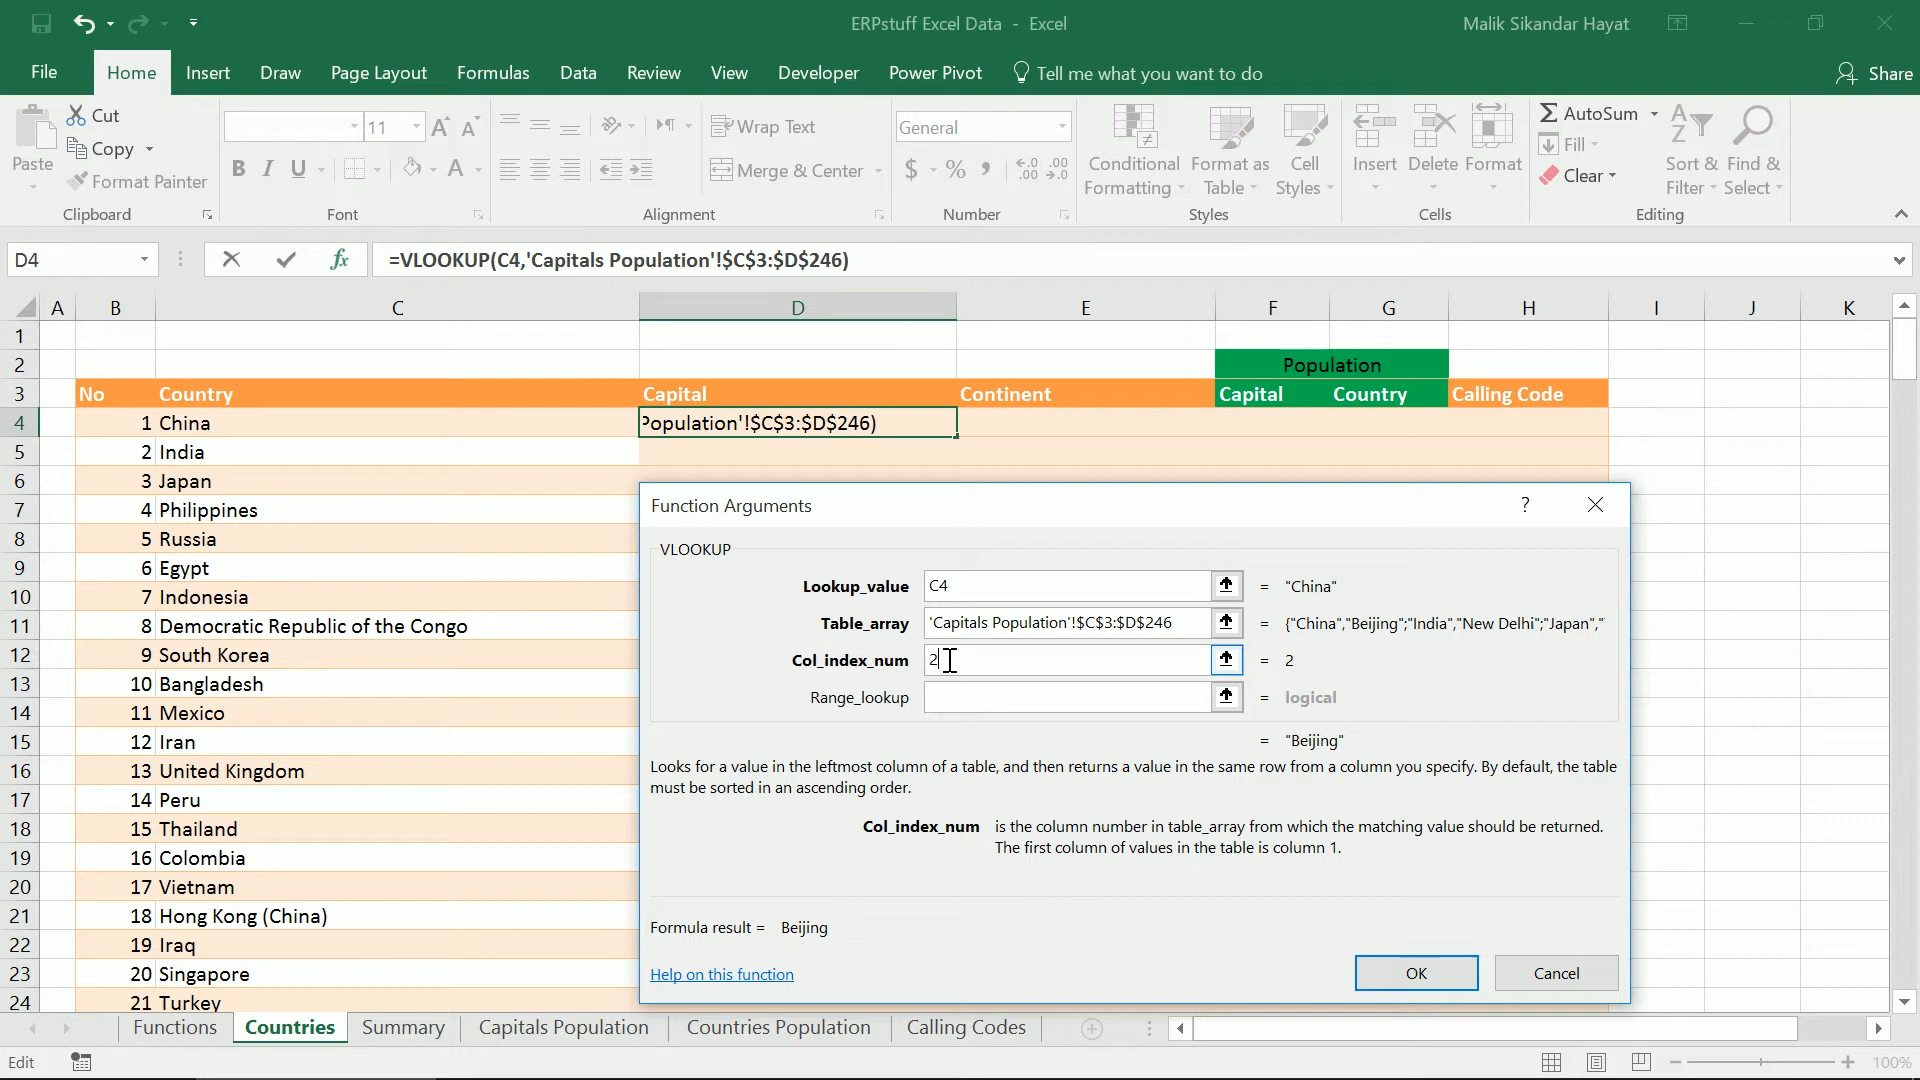 ERPstuff Excel Data - Excel
Malik Sikandar Hayat
File Home Insert Draw Page Layout Formulas Data Review View Developer Power Pivot Tell me what you want to do Share
Paste
Cut
Copy
Format Painter
Clipboard
11
B I U
Font
Wrap Text
Merge & Center
Alignment
General
$ % ,
Number
Conditional Formatting
Format as Table
Cell Styles
Styles
Insert Delete Format
Cells
AutoSum
Fill
Clear
Sort & Filter
Find & Select
Editing
D4 fx =VLOOKUP(C4,'Capitals Population'!$C$3:$D$246)
A B C D E F G H I J K
1
2 Population
3 No Country Capital Continent Capital Country Calling Code
4 1 China Population'!$C$3:$D$246)
5 2 India
6 3 Japan
7 4 Philippines
8 5 Russia
9 6 Egypt
10 7 Indonesia
11 8 Democratic Republic of the Congo
12 9 South Korea
13 10 Bangladesh
14 11 Mexico
15 12 Iran
16 13 United Kingdom
17 14 Peru
18 15 Thailand
19 16 Colombia
20 17 Vietnam
21 18 Hong Kong (China)
22 19 Iraq
23 20 Singapore
24 21 Turkey
Function Arguments ?
VLOOKUP
Lookup_value C4 = "China"
Table_array 'Capitals Population'!$C$3:$D$246 = {"China","Beijing";"India","New Delhi";"Japan","
Col_index_num 2 = 2
Range_lookup = logical
= "Beijing"
Looks for a value in the leftmost column of a table, and then returns a value in the same row from a column you specify. By default, the table
must be sorted in an ascending order.
Col_index_num is the column number in table_array from which the matching value should be returned.
The first column of values in the table is column 1.
Formula result = Beijing
Help on this function
OK Cancel
Functions Countries Summary Capitals Population Countries Population Calling Codes
Edit 100%